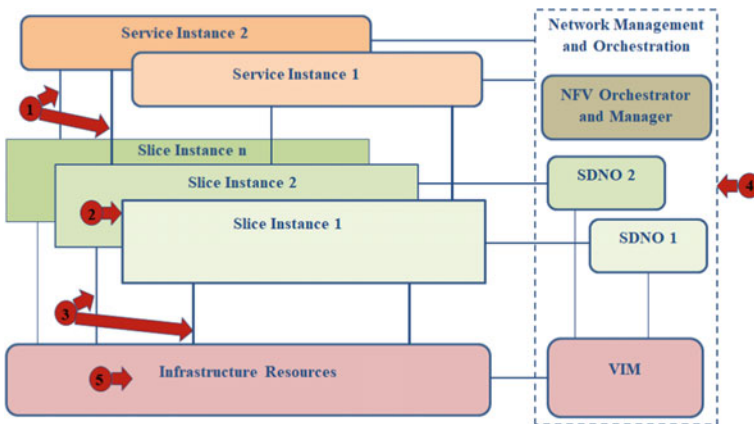 Service Instance 2
Service Instance 1
Network Management
and Orchestration
NFV Orchestrator
and Manager
1
Slice Instance n
Slice Instance 2
SDNO 2
4
2
Slice Instance 1
SDNO 1
3
5
Infrastructure Resources
VIM